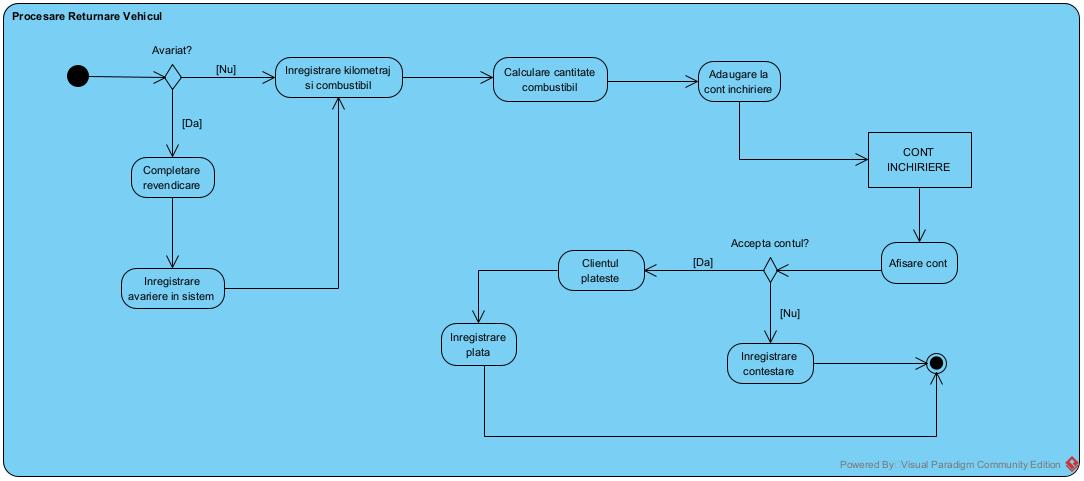 Procesare Returnare Vehicul
Avariat?
[Nu]
Inregistrare kilometraj
si combustibil
Calculare cantitate
combustibil
Adaugare la
cont inchiriere
[Da]
Completare
revendicare
CONT
INCHIRIERE
Inregistrare
avariere in sistem
Accepta contul?
Afisare cont
[Da]
Clientul
plateste
[Nu]
Inregistrare
plata
Inregistrare
contestare
Powered By Visual Paradigm Community Edition